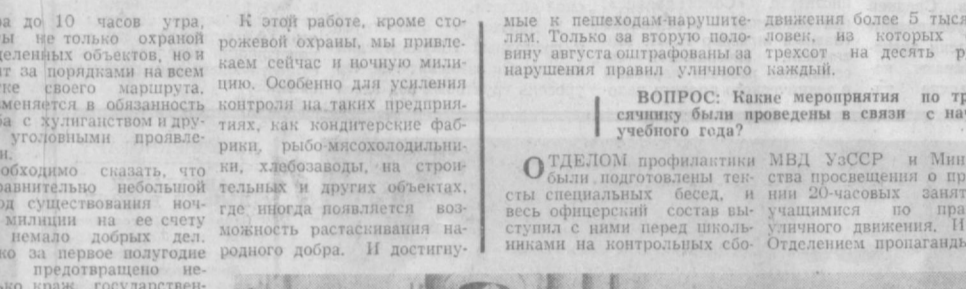 до 10 часов утра,
не только охраной
деленных объектов, но и
за порядками на всем
своего маршрута.
меняется в обязанность
с хулиганством и дру-
уголовными проявле-
обходимо сказать, что
равнительно небольшой
существования ноч-
милиции на ее счету
немало добрых дел.
за первое полугодие
предотвращено не-
краж государствен-
К этой работе, кроме сто-
рожевой охраны, мы привле-
каем сейчас и ночную мили-
цию. Особенно для усиления
контроля на таких предприя-
тиях, как кондитерские фаб-
рики, рыбо-мясохолодильни-
ки, хлебозаводы, на строи-
тельных и других объектах,
где иногда появляется воз-
можность растаскивания на-
родного добра. И достигну-
мые к пешеходам-нарушите-
лям. Только за вторую поло-
вину августа оштрафованы за
нарушения правил уличного
движения более 5 тыся
ловек, из которых
трехсот на десять р
каждый.
ВОПРОС: Какие мероприятия по тр
сячнику были проведены в связи с нач
учебного года?
ОТДЕЛОМ профилактики
были подготовлены тек-
сты специальных бесед, и
весь офицерский состав вы-
ступил с ними перед школь-
никами на контрольных сбо-
МВД УзССР и Мин
ства просвещения о пр
нии 20-часовых занят
учащимися по пра
уличного движения. И
Отделением пропаганды